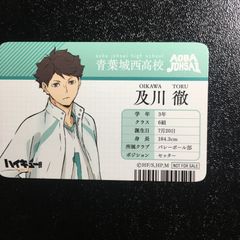 aoba johsai high school
青葉城西高校
AOBA JOHSAI
OIKAWA TORU
及川 徹
学年 3年
クラス 6組
誕生日 7月20日
身長 184.3cm
所属クラブ バレーボール部
ポジション セッター
ハイキュー!!
©H.F/S,HP,M NOT FOR SALE